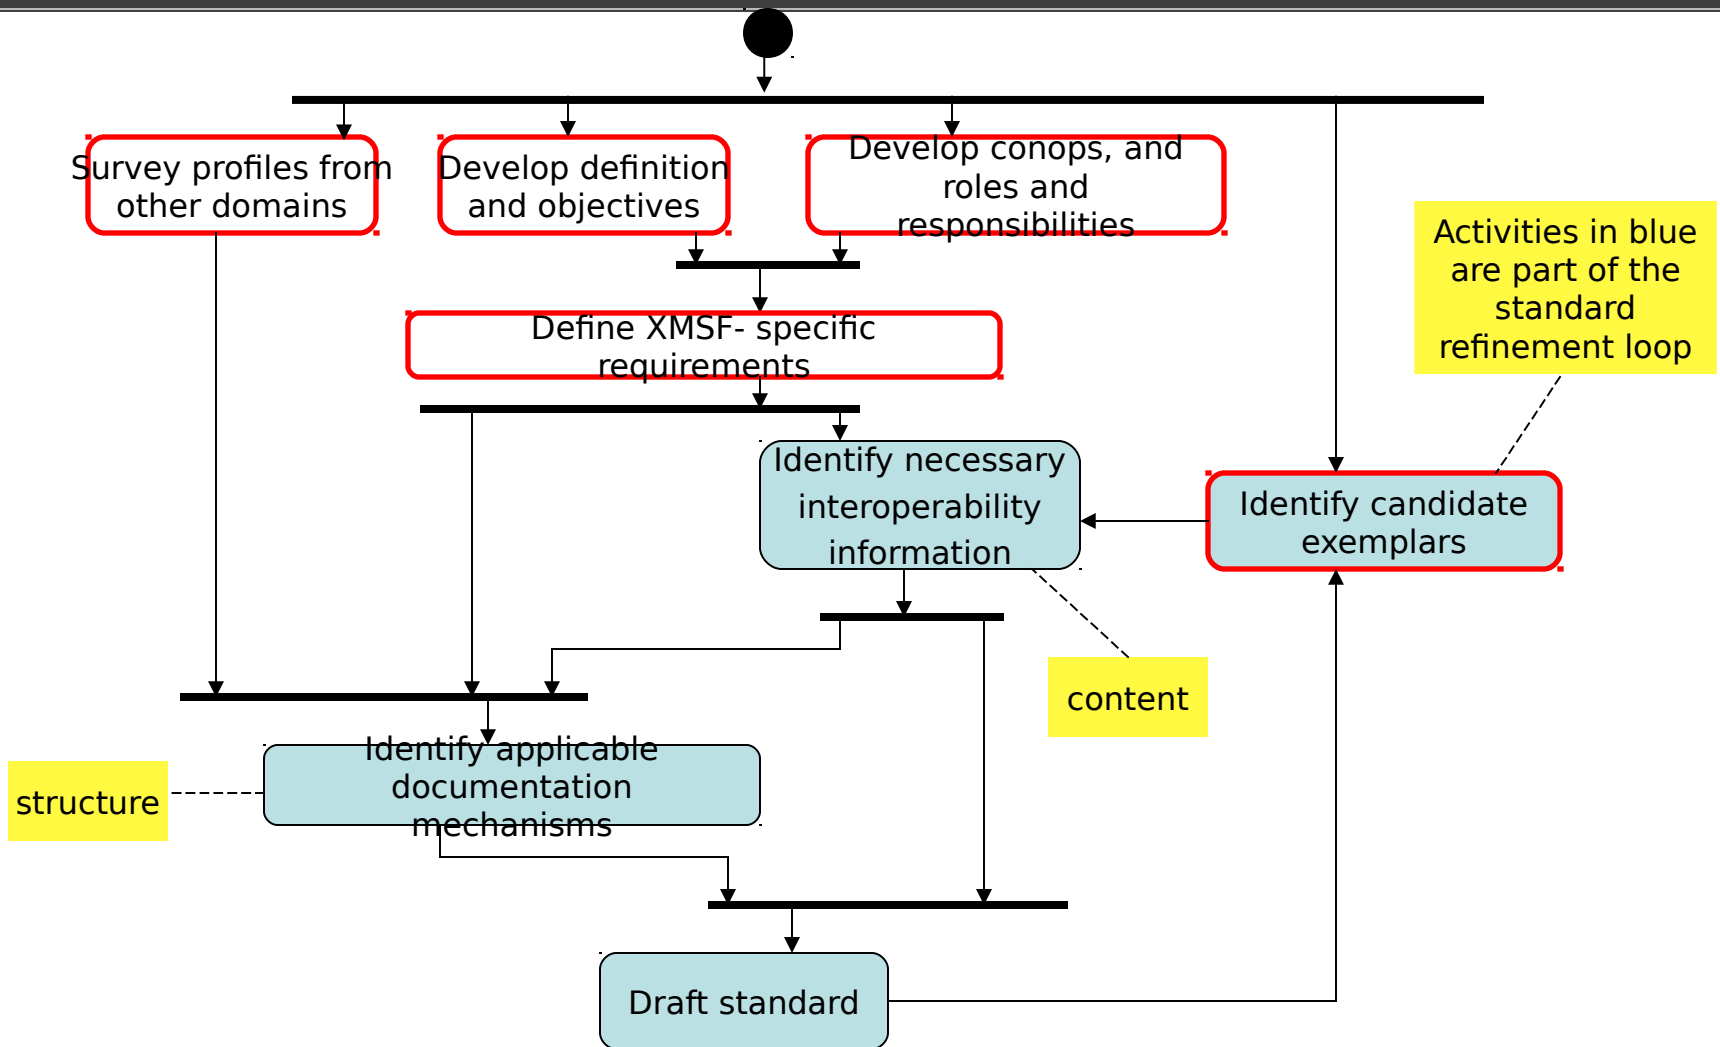 Survey profiles from
other domains
Develop definition
and objectives
Develop conops, and
roles and
responsibilities
Activities in blue
are part of the
standard
refinement loop
Define XMSF- specific
requirements
Identify necessary
interoperability
information
Identify candidate
exemplars
content
Identify applicable
documentation
mechanisms
structure
Draft standard